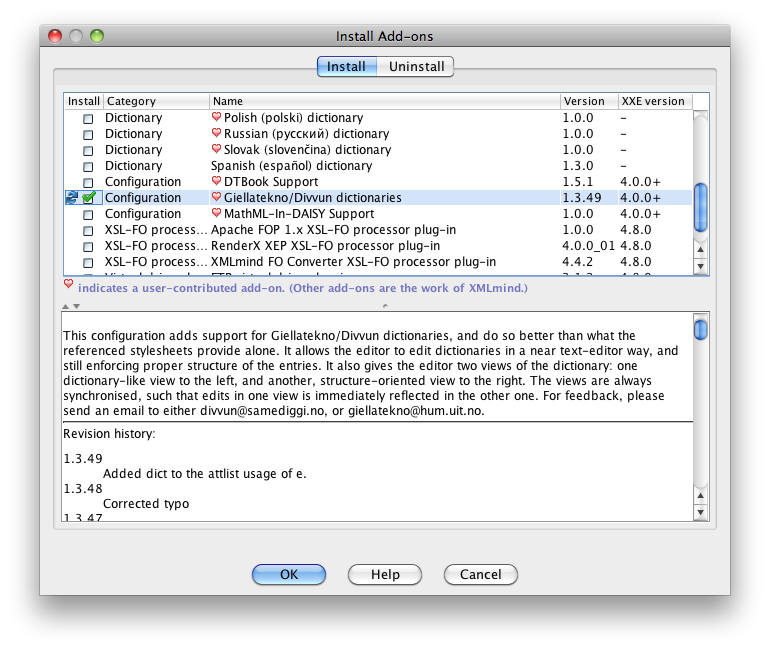 Install Add-ons
Install Uninstall
Install Category Name Version XXE version
Dictionary Polish (polski) dictionary 1.0.0 –
Dictionary Russian (русский) dictionary 1.0.0 –
Dictionary Slovak (slovenčina) dictionary 1.0.0 –
Dictionary Spanish (español) dictionary 1.3.0 –
Configuration DTBook Support 1.5.1 4.0.0+
Configuration Giellatekno/Divvun dictionaries 1.3.49 4.0.0+
Configuration MathML-In-DAISY Support 1.0.0 4.0.0+
XSL-FO proces... Apache FOP 1.x XSL-FO processor plug-in 1.0.0 4.8.0
XSL-FO proces... RenderX XEP XSL-FO processor plug-in 4.0.0_01 4.8.0
XSL-FO proces... XMLmind FO Converter XSL-FO processor plug-in 4.4.2 4.8.0
indicates a user-contributed add-on. (Other add-ons are the work of XMLmind.)
This configuration adds support for Giellatekno/Divvun dictionaries, and do so better than what the
referenced stylesheets provide alone. It allows the editor to edit dictionaries in a near text-editor way, and
still enforcing proper structure of the entries. It also gives the editor two views of the dictionary: one
dictionary-like view to the left, and another, structure-oriented view to the right. The views are always
synchronised, such that edits in one view is immediately reflected in the other one. For feedback, please
send an email to either divvun@samediggi.no, or giellatekno@hum.uit.no.
Revision history:
1.3.49
Added dict to the attlist usage of e.
1.3.48
Corrected typo
1.3.47
OK Help Cancel